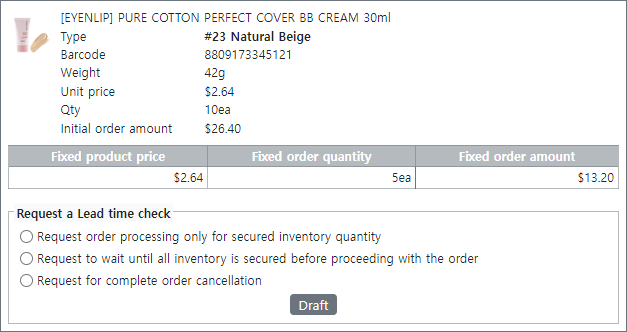 [EYENLIP] PURE COTTON PERFECT COVER BB CREAM 30ml
Type #23 Natural Beige
Barcode 8809173345121
Weight 42g
Unit price $2.64
Qty 10ea
Initial order amount $26.40
Fixed product price Fixed order quantity Fixed order amount
$2.64 5ea $13.20
Request a Lead time check
Request order processing only for secured inventory quantity
Request to wait until all inventory is secured before proceeding with the order
Request for complete order cancellation
Draft